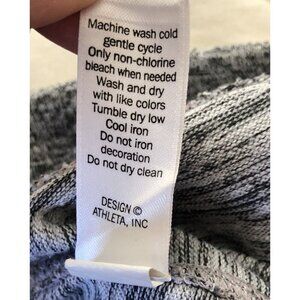 Machine wash cold
gentle cycle
Only non-chlorine
bleach when needed
Wash and dry
with like colors
Tumble dry low
Cool iron
Do not iron
decoration
Do not dry clean
DESIGN ©
ATHLETA, INC